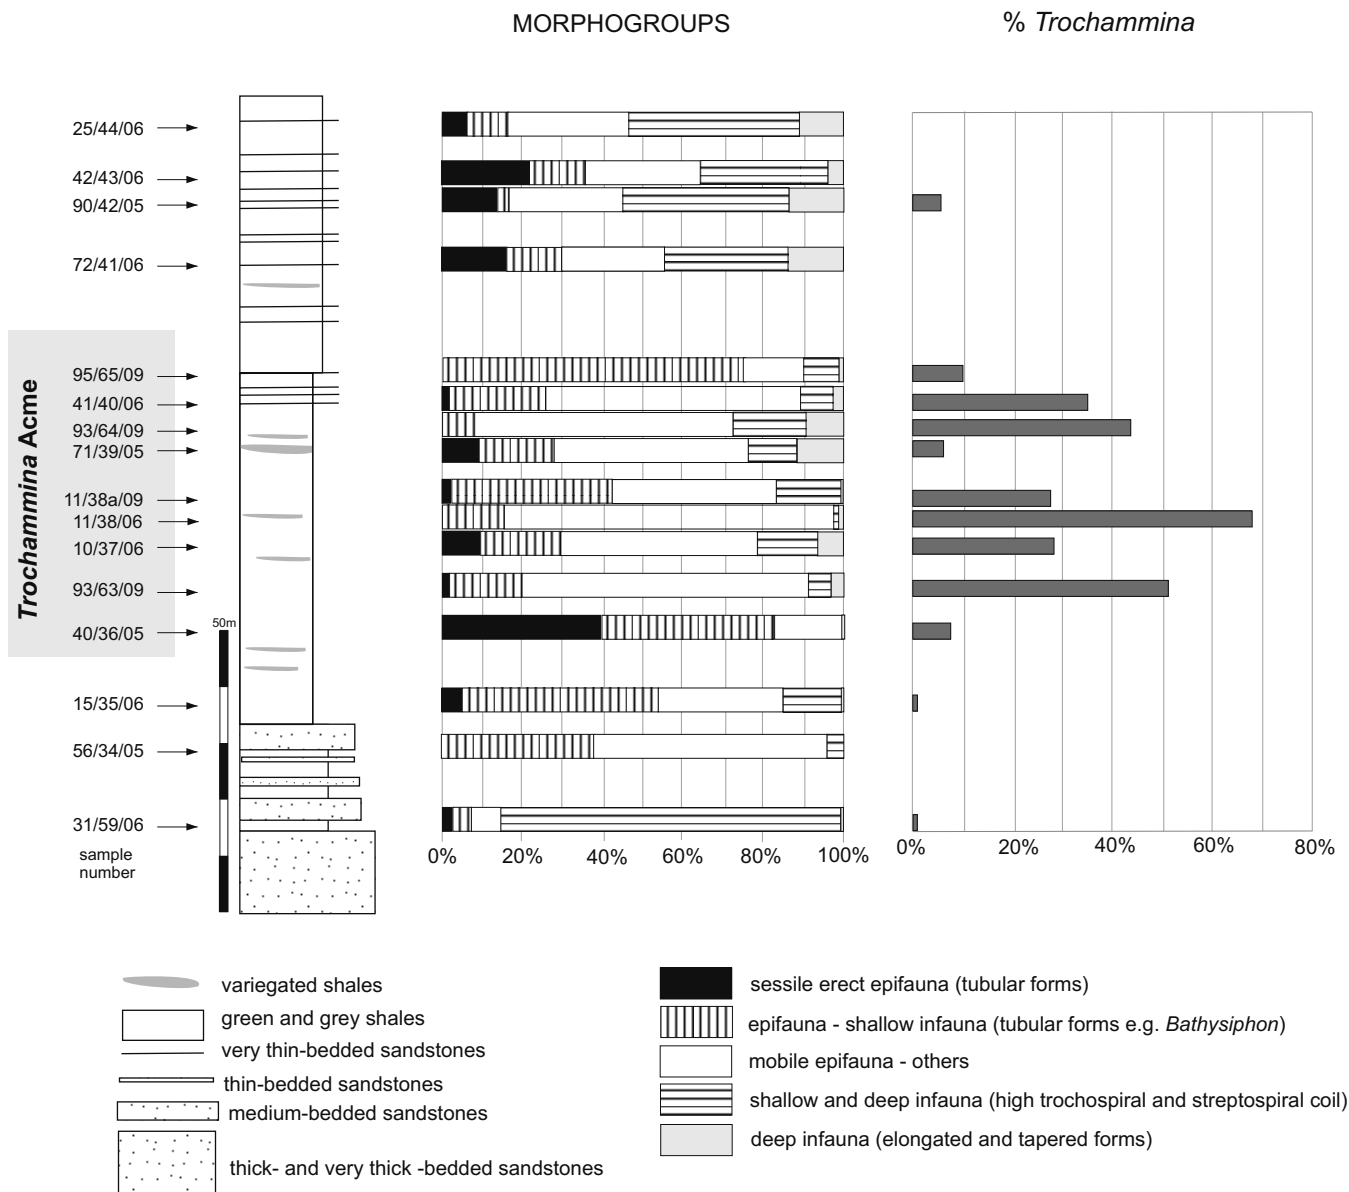 MORPHOGROUPS
% Trochammina
25/44/06
42/43/06
90/42/05
72/41/06
Trochammina Acme
95/65/09
41/40/06
93/64/09
71/39/05
11/38a/09
11/38/06
10/37/06
93/63/09
40/36/05
50m
15/35/06
56/34/05
31/59/06
sample
number
0% 20% 40% 60% 80% 100%
0% 20% 40% 60% 80%
variegated shales
green and grey shales
very thin-bedded sandstones
thin-bedded sandstones
medium-bedded sandstones
thick- and very thick -bedded sandstones
sessile erect epifauna (tubular forms)
epifauna - shallow infauna (tubular forms e.g. Bathysiphon)
mobile epifauna - others
shallow and deep infauna (high trochospiral and streptospiral coil)
deep infauna (elongated and tapered forms)